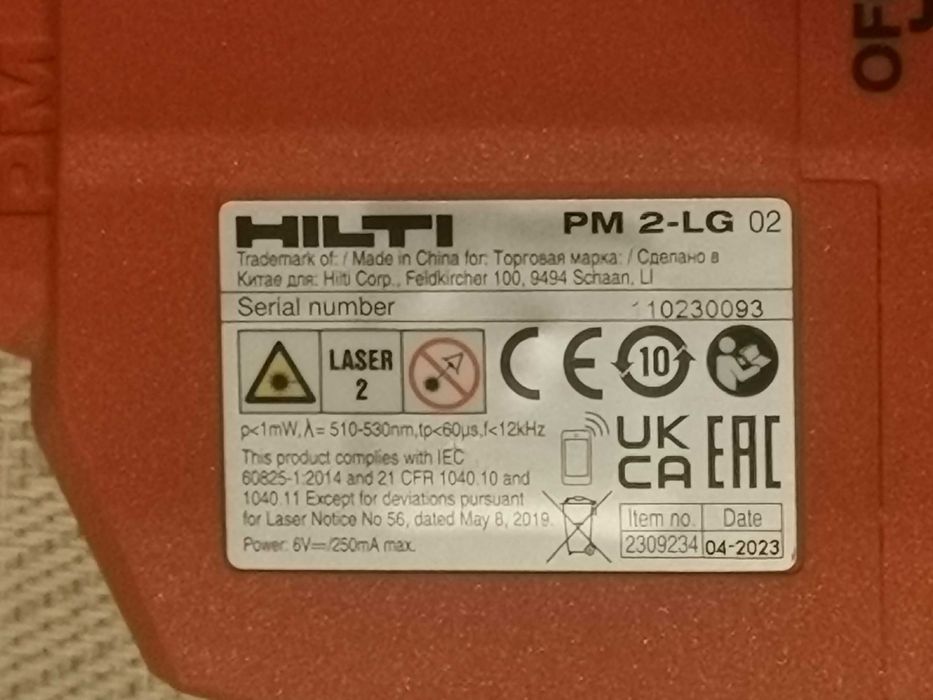 HILTI PM 2-LG 02
Trademark of: / Made in China for: Торговая марка: / Сделано в
Китае для: Hilti Corp., Feldkircher 100, 9494 Schaan, LI
Serial number 110230093
LASER
2
10
p<1mW, λ= 510-530nm,tp<60µs,f<12kHz
UK
CA
EAC
This product complies with IEC
60825-1:2014 and 21 CFR 1040.10 and
1040.11 Except for deviations pursuant
for Laser Notice No 56, dated May 8, 2019.
Power: 6V⎓/250mA max.
Item no. Date
2309234 04-2023
CE
PM
OF